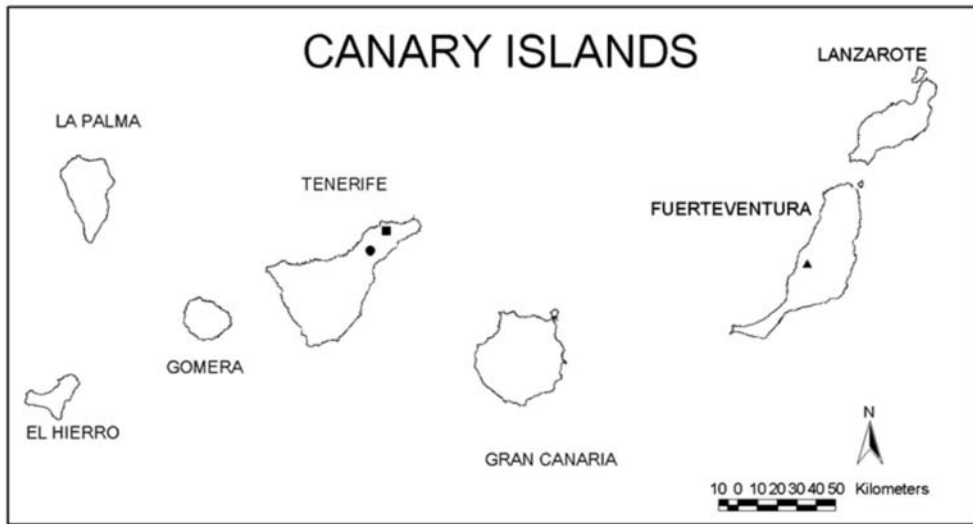 CANARY ISLANDS
LANZAROTE
LA PALMA
TENERIFE
FUERTEVENTURA
GOMERA
EL HIERRO
GRAN CANARIA
N
10 0 10 20 30 40 50 Kilometers